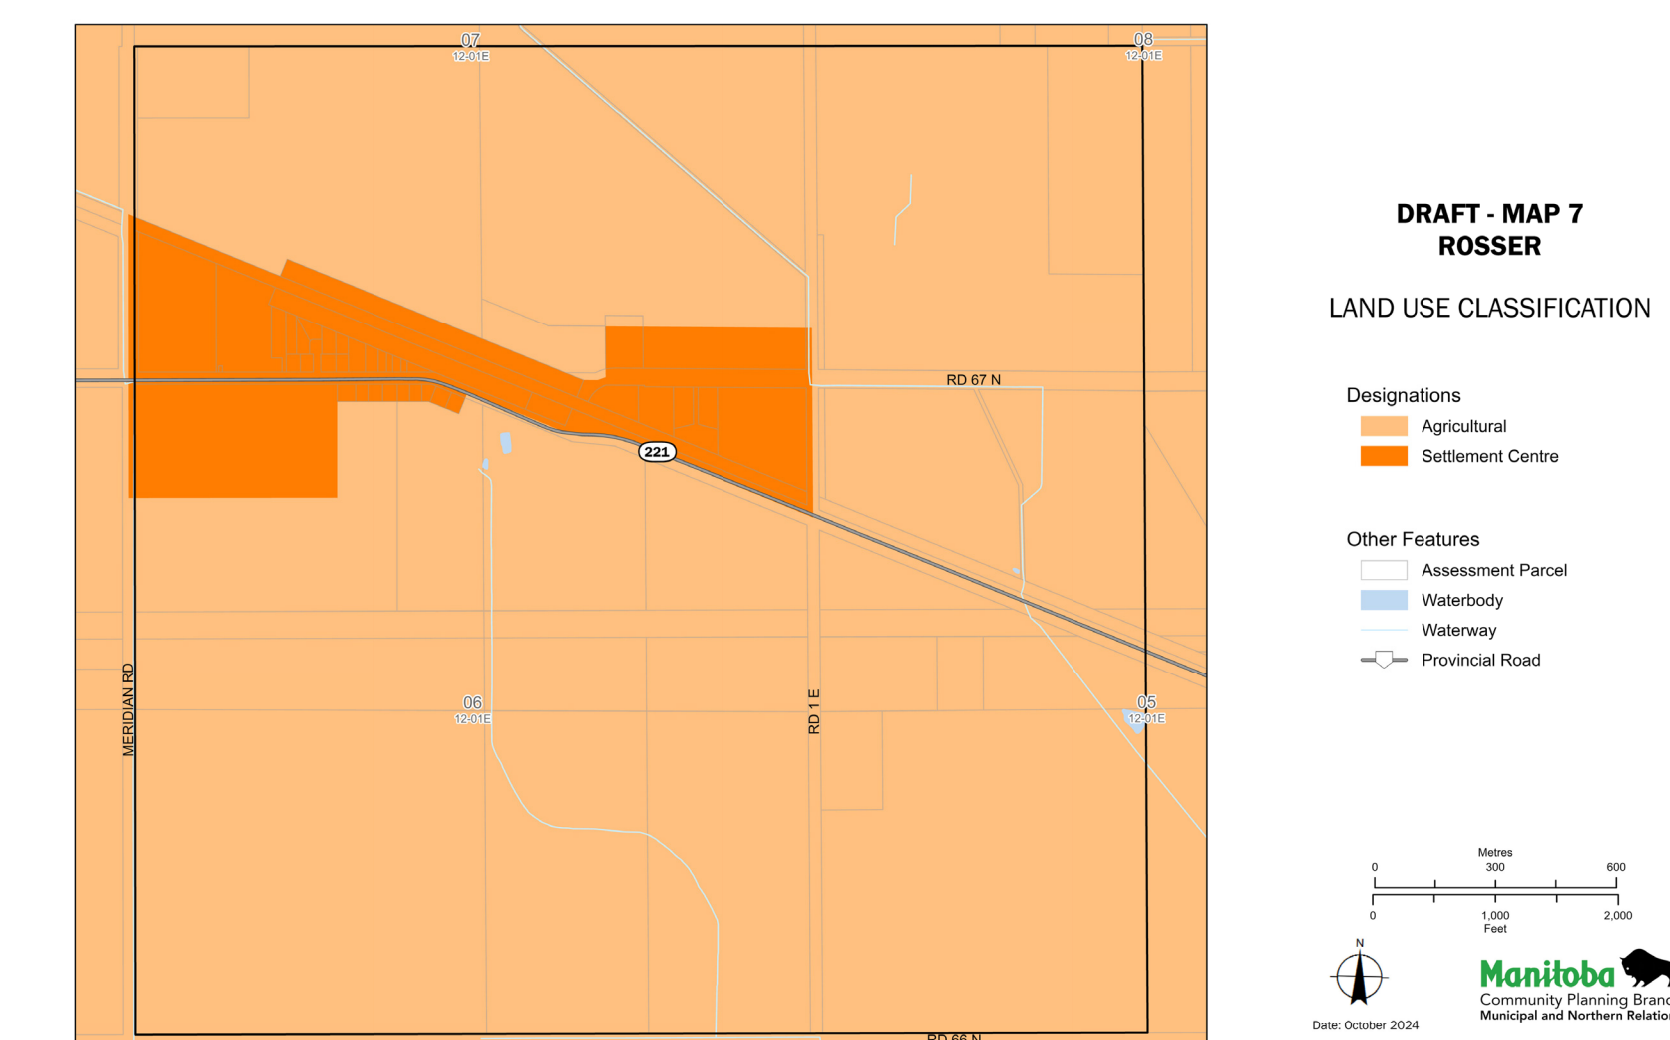 07
12-01E
08
12-01E
RD 67 N
221
MERIDIAN RD
06
12-01E
RD 1 E
05
12-01E
RD 66 N
DRAFT - MAP 7
ROSSER
LAND USE CLASSIFICATION
Designations
Agricultural
Settlement Centre
Other Features
Assessment Parcel
Waterbody
Waterway
Provincial Road
Metres
0 300 600
0 1,000 2,000
Feet
N
Date: October 2024
Manitoba
Community Planning Branc
Municipal and Northern Relation